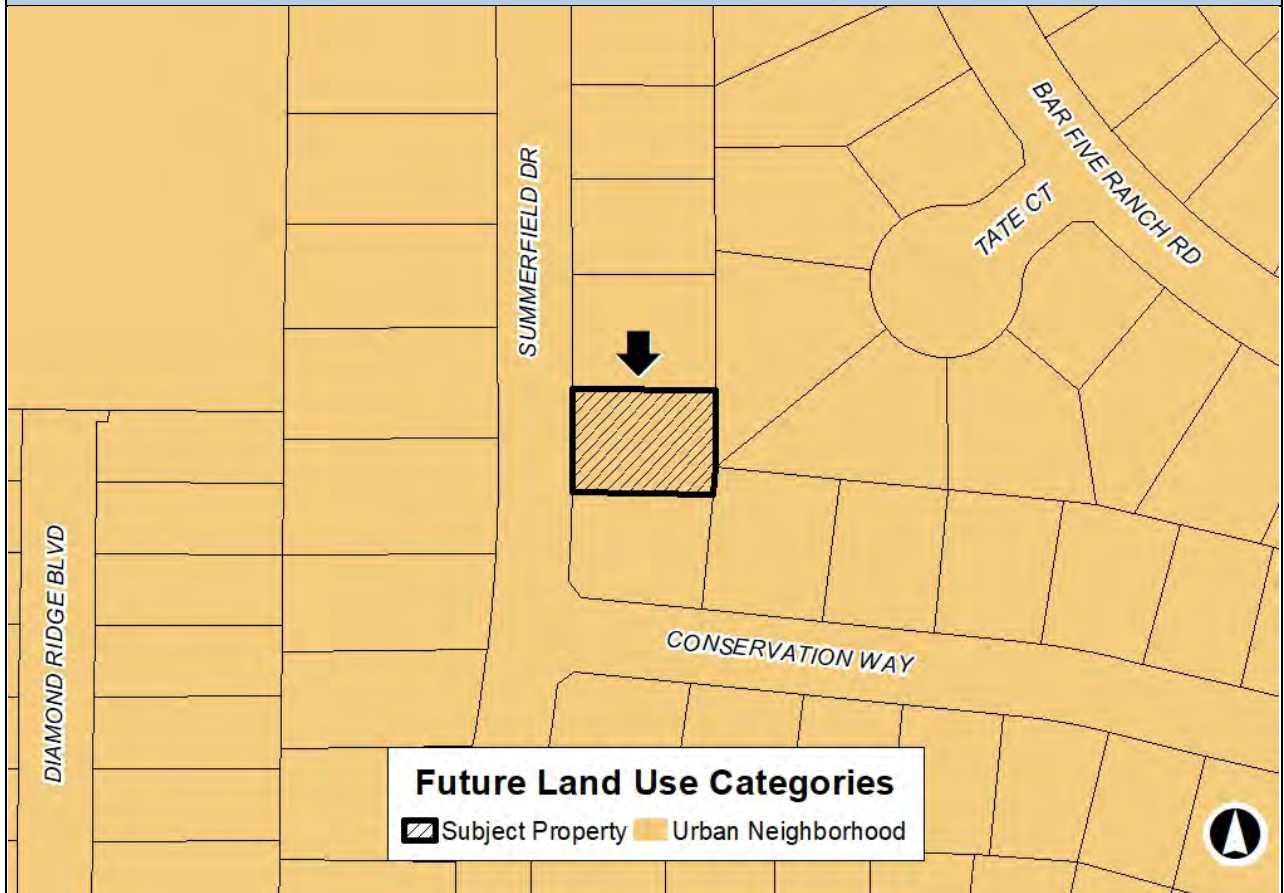 BAR FIVE RANCH RD
SUMMERFIELD DR
TATE CT
DIAMOND RIDGE BLVD
CONSERVATION WAY
Future Land Use Categories
Subject Property Urban Neighborhood